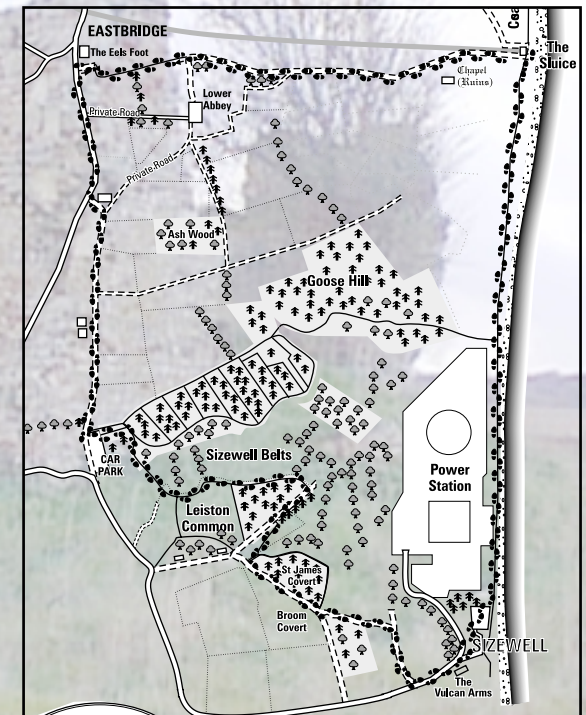 EASTBRIDGE
The Eels Foot
The
Sluice
Chapel
(Ruins)
Lower
Abbey
Private Road
Private Road
Ash Wood
Goose Hill
Sizewell Belts
CAR
PARK
Power
Station
Leiston
Common
St James
Covert
Broom
Covert
SIZEWELL
The
Vulcan Arms